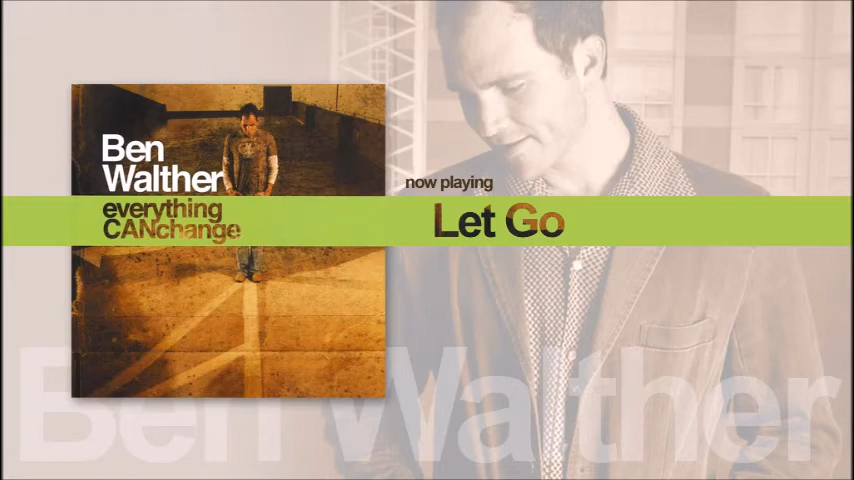 Ben
Walther
everything
CANchange
now playing
Let Go
Ben Walther